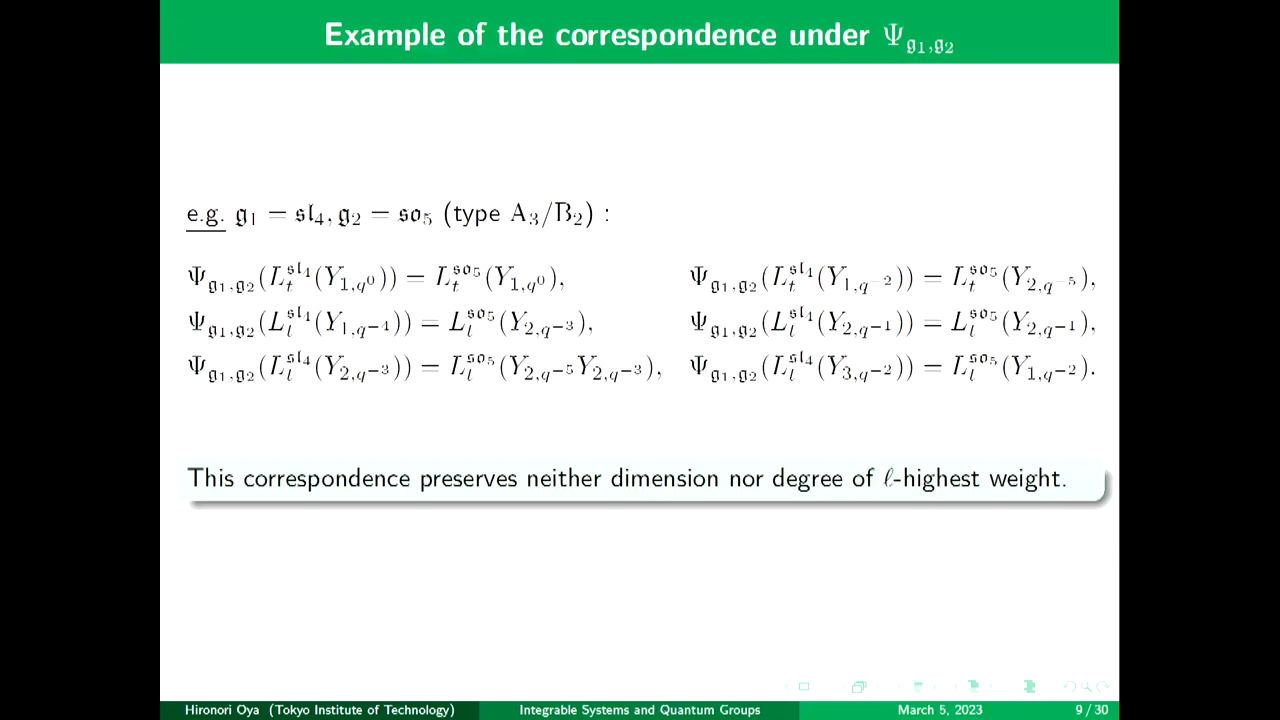 Example of the correspondence under Ψ_{𝔤₁,𝔤₂}
e.g. 𝔤₁ = 𝔰𝔩₄, 𝔤₂ = 𝔰𝔬₅ (type A₃/B₂) :
Ψ_{𝔤₁,𝔤₂}(L_t^{𝔰𝔩₄}(Y_{1,q^0})) = L_t^{𝔰𝔬₅}(Y_{1,q^0}), Ψ_{𝔤₁,𝔤₂}(L_t^{𝔰𝔩₄}(Y_{1,q^{-2}})) = L_t^{𝔰𝔬₅}(Y_{2,q^{-5}}),
Ψ_{𝔤₁,𝔤₂}(L_t^{𝔰𝔩₄}(Y_{1,q^{-4}})) = L_t^{𝔰𝔬₅}(Y_{2,q^{-3}}), Ψ_{𝔤₁,𝔤₂}(L_t^{𝔰𝔩₄}(Y_{2,q^{-1}})) = L_t^{𝔰𝔬₅}(Y_{2,q^{-1}}),
Ψ_{𝔤₁,𝔤₂}(L_t^{𝔰𝔩₄}(Y_{2,q^{-3}})) = L_t^{𝔰𝔬₅}(Y_{2,q^{-5}}Y_{2,q^{-3}}), Ψ_{𝔤₁,𝔤₂}(L_t^{𝔰𝔩₄}(Y_{3,q^{-2}})) = L_t^{𝔰𝔬₅}(Y_{1,q^{-2}}).
This correspondence preserves neither dimension nor degree of ℓ-highest weight.
Hironori Oya (Tokyo Institute of Technology) Integrable Systems and Quantum Groups March 5, 2023 9 / 30